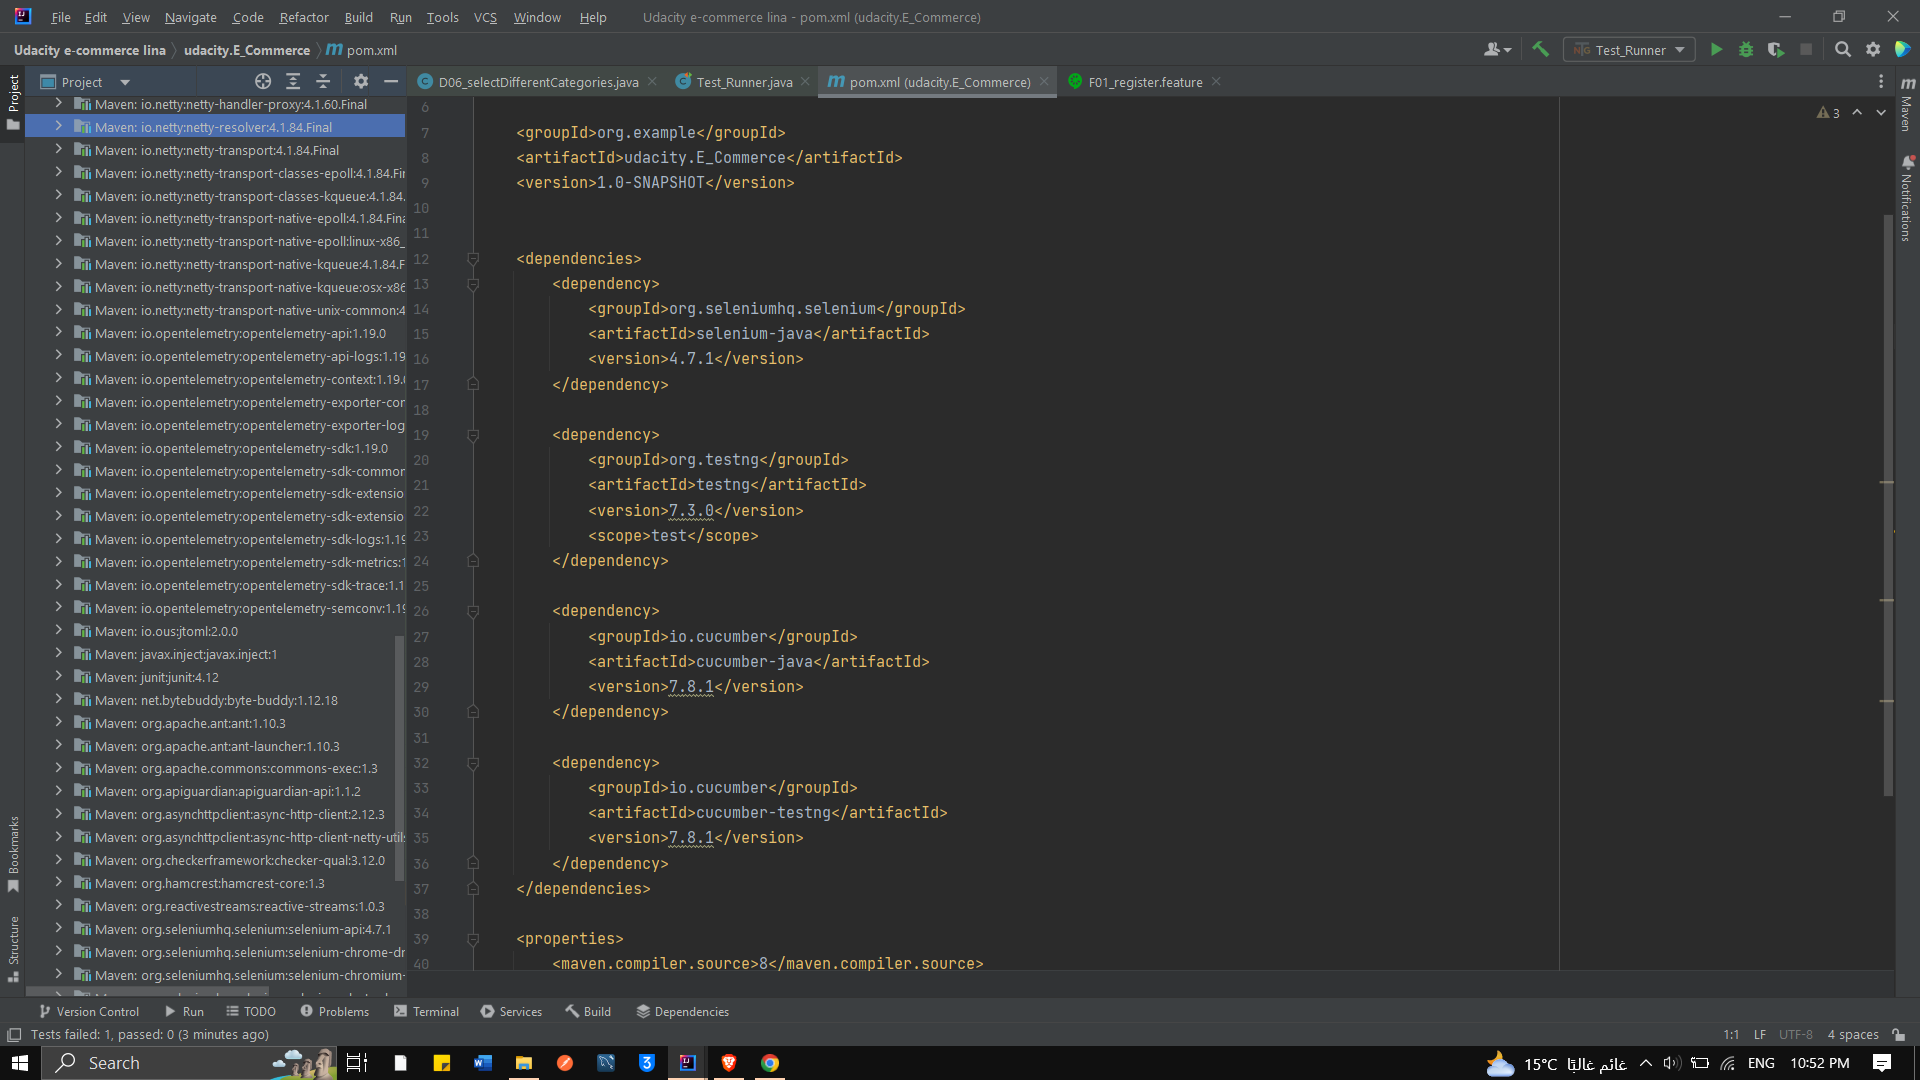 File Edit View Navigate Code Refactor Build Run Tools VCS Window Help Udacity e-commerce lina - pom.xml (udacity.E_Commerce)
Udacity e-commerce lina udacity.E_Commerce pom.xml
Test_Runner
Project
D06_selectDifferentCategories.java
Test_Runner.java
pom.xml (udacity.E_Commerce)
F01_register.feature
Project
Bookmarks
Structure
Maven
Notifications
3
Maven: io.netty:netty-handler-proxy:4.1.60.Final
Maven: io.netty:netty-resolver:4.1.84.Final
Maven: io.netty:netty-transport:4.1.84.Final
Maven: io.netty:netty-transport-classes-epoll:4.1.84.Fin
Maven: io.netty:netty-transport-classes-kqueue:4.1.84.
Maven: io.netty:netty-transport-native-epoll:4.1.84.Fina
Maven: io.netty:netty-transport-native-epoll:linux-x86_
Maven: io.netty:netty-transport-native-kqueue:4.1.84.F
Maven: io.netty:netty-transport-native-kqueue:osx-x86
Maven: io.netty:netty-transport-native-unix-common:4
Maven: io.opentelemetry:opentelemetry-api:1.19.0
Maven: io.opentelemetry:opentelemetry-api-logs:1.19
Maven: io.opentelemetry:opentelemetry-context:1.19.0
Maven: io.opentelemetry:opentelemetry-exporter-cor
Maven: io.opentelemetry:opentelemetry-exporter-log
Maven: io.opentelemetry:opentelemetry-sdk:1.19.0
Maven: io.opentelemetry:opentelemetry-sdk-common
Maven: io.opentelemetry:opentelemetry-sdk-extensio
Maven: io.opentelemetry:opentelemetry-sdk-extensio
Maven: io.opentelemetry:opentelemetry-sdk-logs:1.19
Maven: io.opentelemetry:opentelemetry-sdk-metrics:1
Maven: io.opentelemetry:opentelemetry-sdk-trace:1.1
Maven: io.opentelemetry:opentelemetry-semconv:1.19
Maven: io.ous:jtoml:2.0.0
Maven: javax.inject:javax.inject:1
Maven: junit:junit:4.12
Maven: net.bytebuddy:byte-buddy:1.12.18
Maven: org.apache.ant:ant:1.10.3
Maven: org.apache.ant:ant-launcher:1.10.3
Maven: org.apache.commons:commons-exec:1.3
Maven: org.apiguardian:apiguardian-api:1.1.2
Maven: org.asynchttpclient:async-http-client:2.12.3
Maven: org.asynchttpclient:async-http-client-netty-utils
Maven: org.checkerframework:checker-qual:3.12.0
Maven: org.hamcrest:hamcrest-core:1.3
Maven: org.reactivestreams:reactive-streams:1.0.3
Maven: org.seleniumhq.selenium:selenium-api:4.7.1
Maven: org.seleniumhq.selenium:selenium-chrome-dr
Maven: org.seleniumhq.selenium:selenium-chromium-
6
7 <groupId>org.example</groupId>
8 <artifactId>udacity.E_Commerce</artifactId>
9 <version>1.0-SNAPSHOT</version>
10
11
12 <dependencies>
13 <dependency>
14 <groupId>org.seleniumhq.selenium</groupId>
15 <artifactId>selenium-java</artifactId>
16 <version>4.7.1</version>
17 </dependency>
18
19 <dependency>
20 <groupId>org.testng</groupId>
21 <artifactId>testng</artifactId>
22 <version>7.3.0</version>
23 <scope>test</scope>
24 </dependency>
25
26 <dependency>
27 <groupId>io.cucumber</groupId>
28 <artifactId>cucumber-java</artifactId>
29 <version>7.8.1</version>
30 </dependency>
31
32 <dependency>
33 <groupId>io.cucumber</groupId>
34 <artifactId>cucumber-testng</artifactId>
35 <version>7.8.1</version>
36 </dependency>
37 </dependencies>
38
39 <properties>
40 <maven.compiler.source>8</maven.compiler.source>
Version Control Run TODO Problems Terminal Services Build Dependencies
Tests failed: 1, passed: 0 (3 minutes ago) 1:1 LF UTF-8 4 spaces
Search 15°C غائم غالبًا ENG 10:52 PM